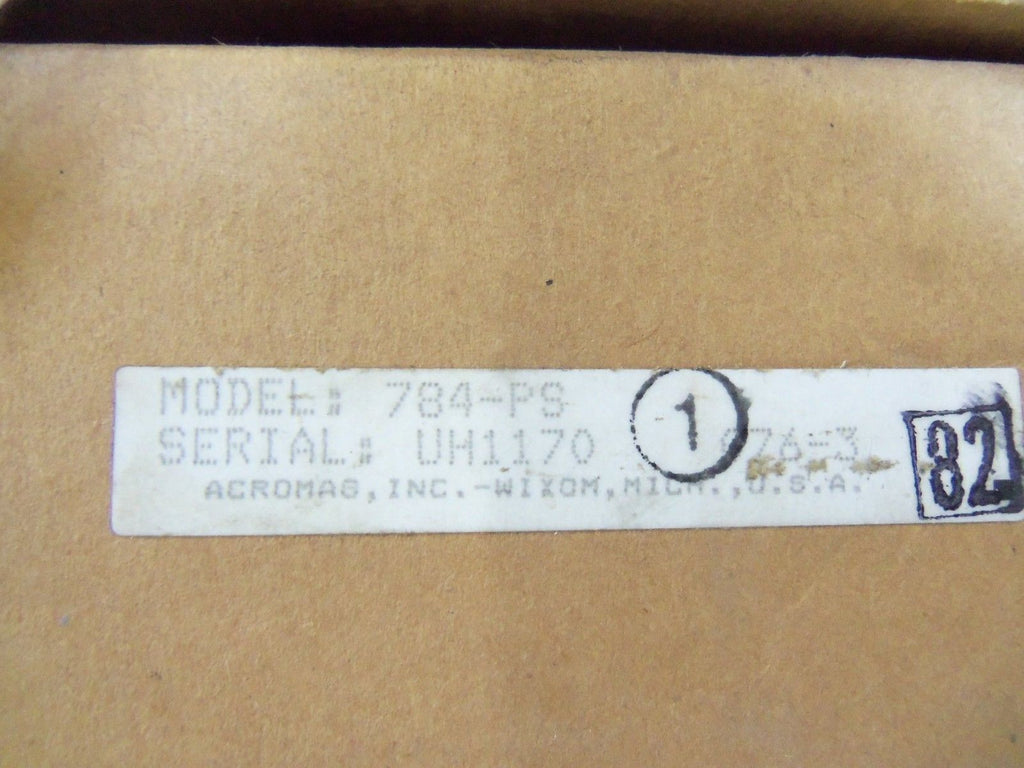 MODEL: 784-PS
SERIAL: UH1170
ACROMAG, INC.-WIXOM, MICH., U.S.A.
1
82